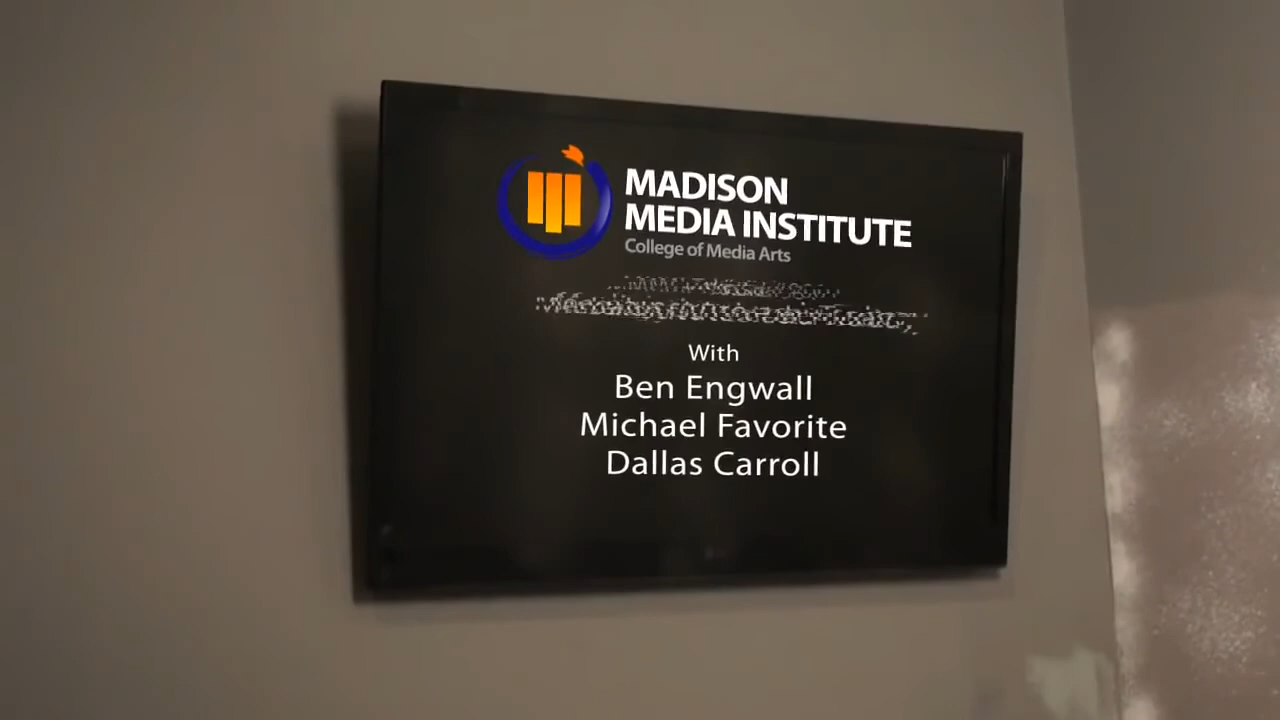 MADISON
MEDIA INSTITUTE
College of Media Arts
With
Ben Engwall
Michael Favorite
Dallas Carroll